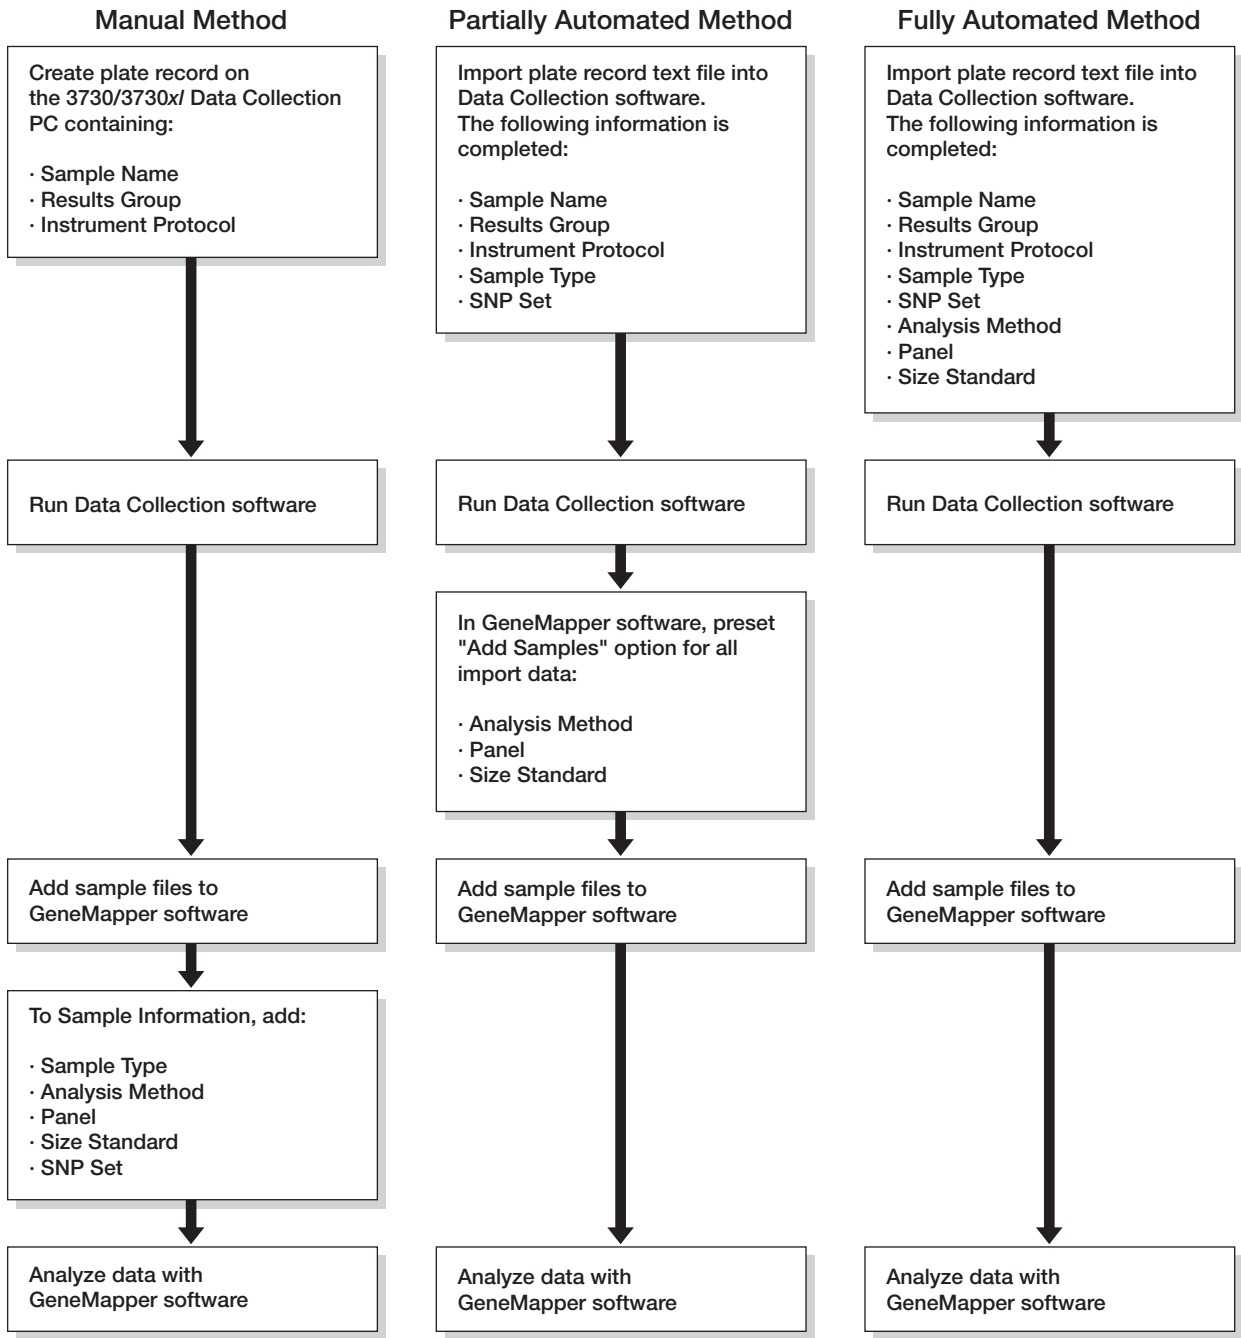 Manual Method
Create plate record on
the 3730/3730xl Data Collection
PC containing:
· Sample Name
· Results Group
· Instrument Protocol
Run Data Collection software
Add sample files to
GeneMapper software
To Sample Information, add:
· Sample Type
· Analysis Method
· Panel
· Size Standard
· SNP Set
Analyze data with
GeneMapper software
Partially Automated Method
Import plate record text file into
Data Collection software.
The following information is
completed:
· Sample Name
· Results Group
· Instrument Protocol
· Sample Type
· SNP Set
Run Data Collection software
In GeneMapper software, preset
"Add Samples" option for all
import data:
· Analysis Method
· Panel
· Size Standard
Add sample files to
GeneMapper software
Analyze data with
GeneMapper software
Fully Automated Method
Import plate record text file into
Data Collection software.
The following information is
completed:
· Sample Name
· Results Group
· Instrument Protocol
· Sample Type
· SNP Set
· Analysis Method
· Panel
· Size Standard
Run Data Collection software
Add sample files to
GeneMapper software
Analyze data with
GeneMapper software